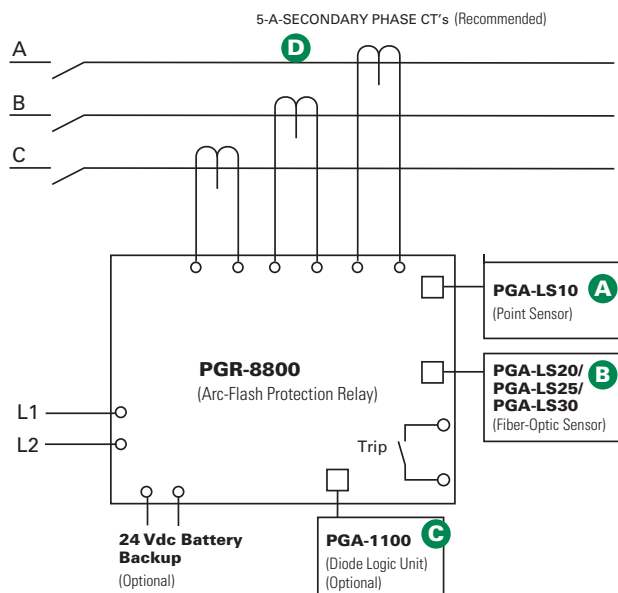 5-A-SECONDARY PHASE CT's (Recommended)
D
A
B
C
PGA-LS10 A
(Point Sensor)
PGR-8800
(Arc-Flash Protection Relay)
PGA-LS20/ B
PGA-LS25/
PGA-LS30
(Fiber-Optic Sensor)
L1
L2
Trip
24 Vdc Battery
Backup
(Optional)
PGA-1100 C
(Diode Logic Unit)
(Optional)